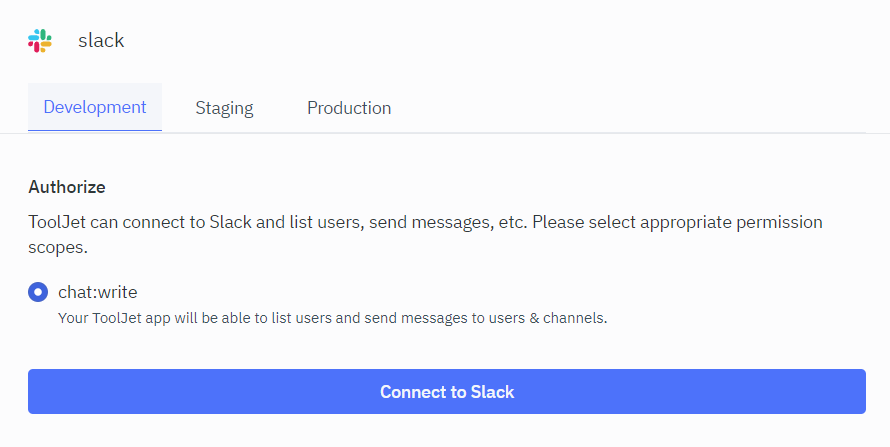 slack
Development
Staging
Production
Authorize
ToolJet can connect to Slack and list users, send messages, etc. Please select appropriate permission
scopes.
chat:write
Your ToolJet app will be able to list users and send messages to users & channels.
Connect to Slack